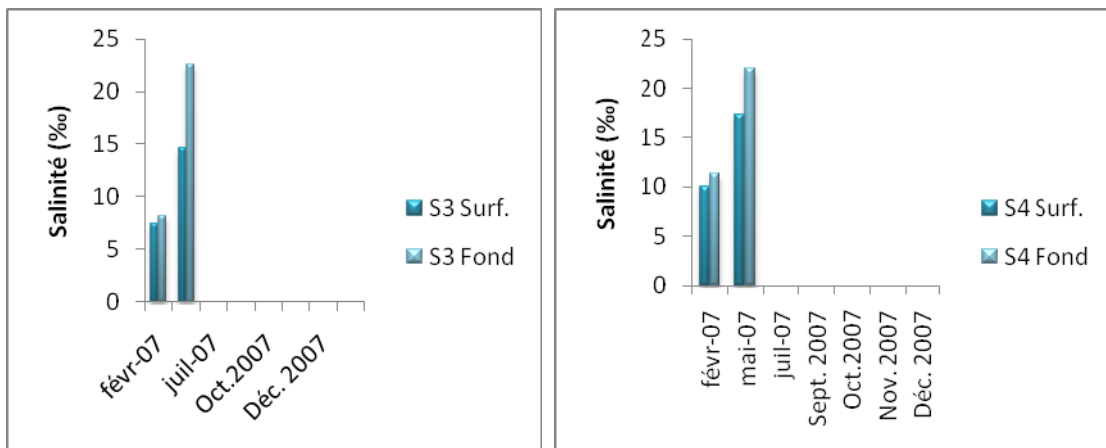 25
20
15
10
5
0
Salinité (‰)
févr-07
juil-07
Oct.2007
Déc. 2007
S3 Surf.
S3 Fond
25
20
15
10
5
0
Salinité (‰)
févr-07
mai-07
juil-07
Sept. 2007
Oct.2007
Nov. 2007
Déc. 2007
S4 Surf.
S4 Fond